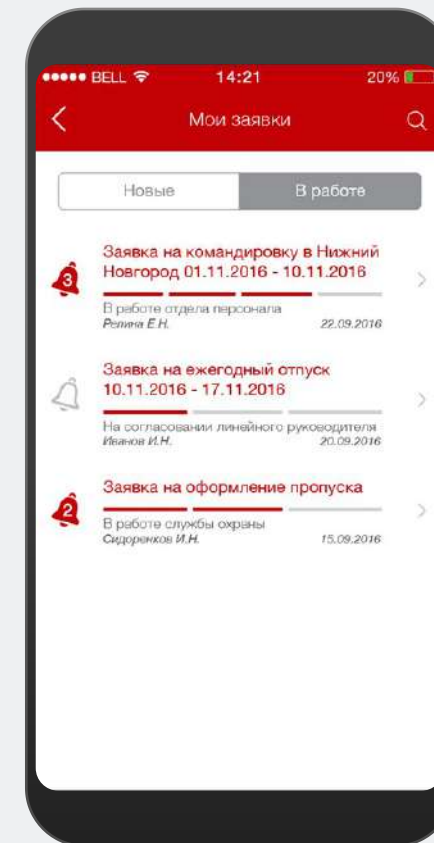 BELL 14:21 20%
Мои заявки
Новые В работе
Заявка на командировку в Нижний
Новгород 01.11.2016 - 10.11.2016
3
В работе отдела персонала
Репина Е.Н. 22.09.2016
Заявка на ежегодный отпуск
10.11.2016 - 17.11.2016
На согласовании линейного руководителя
Иванов И.Н. 20.09.2016
Заявка на оформление пропуска
2
В работе службы охраны
Сидоренков И.Н. 15.09.2016